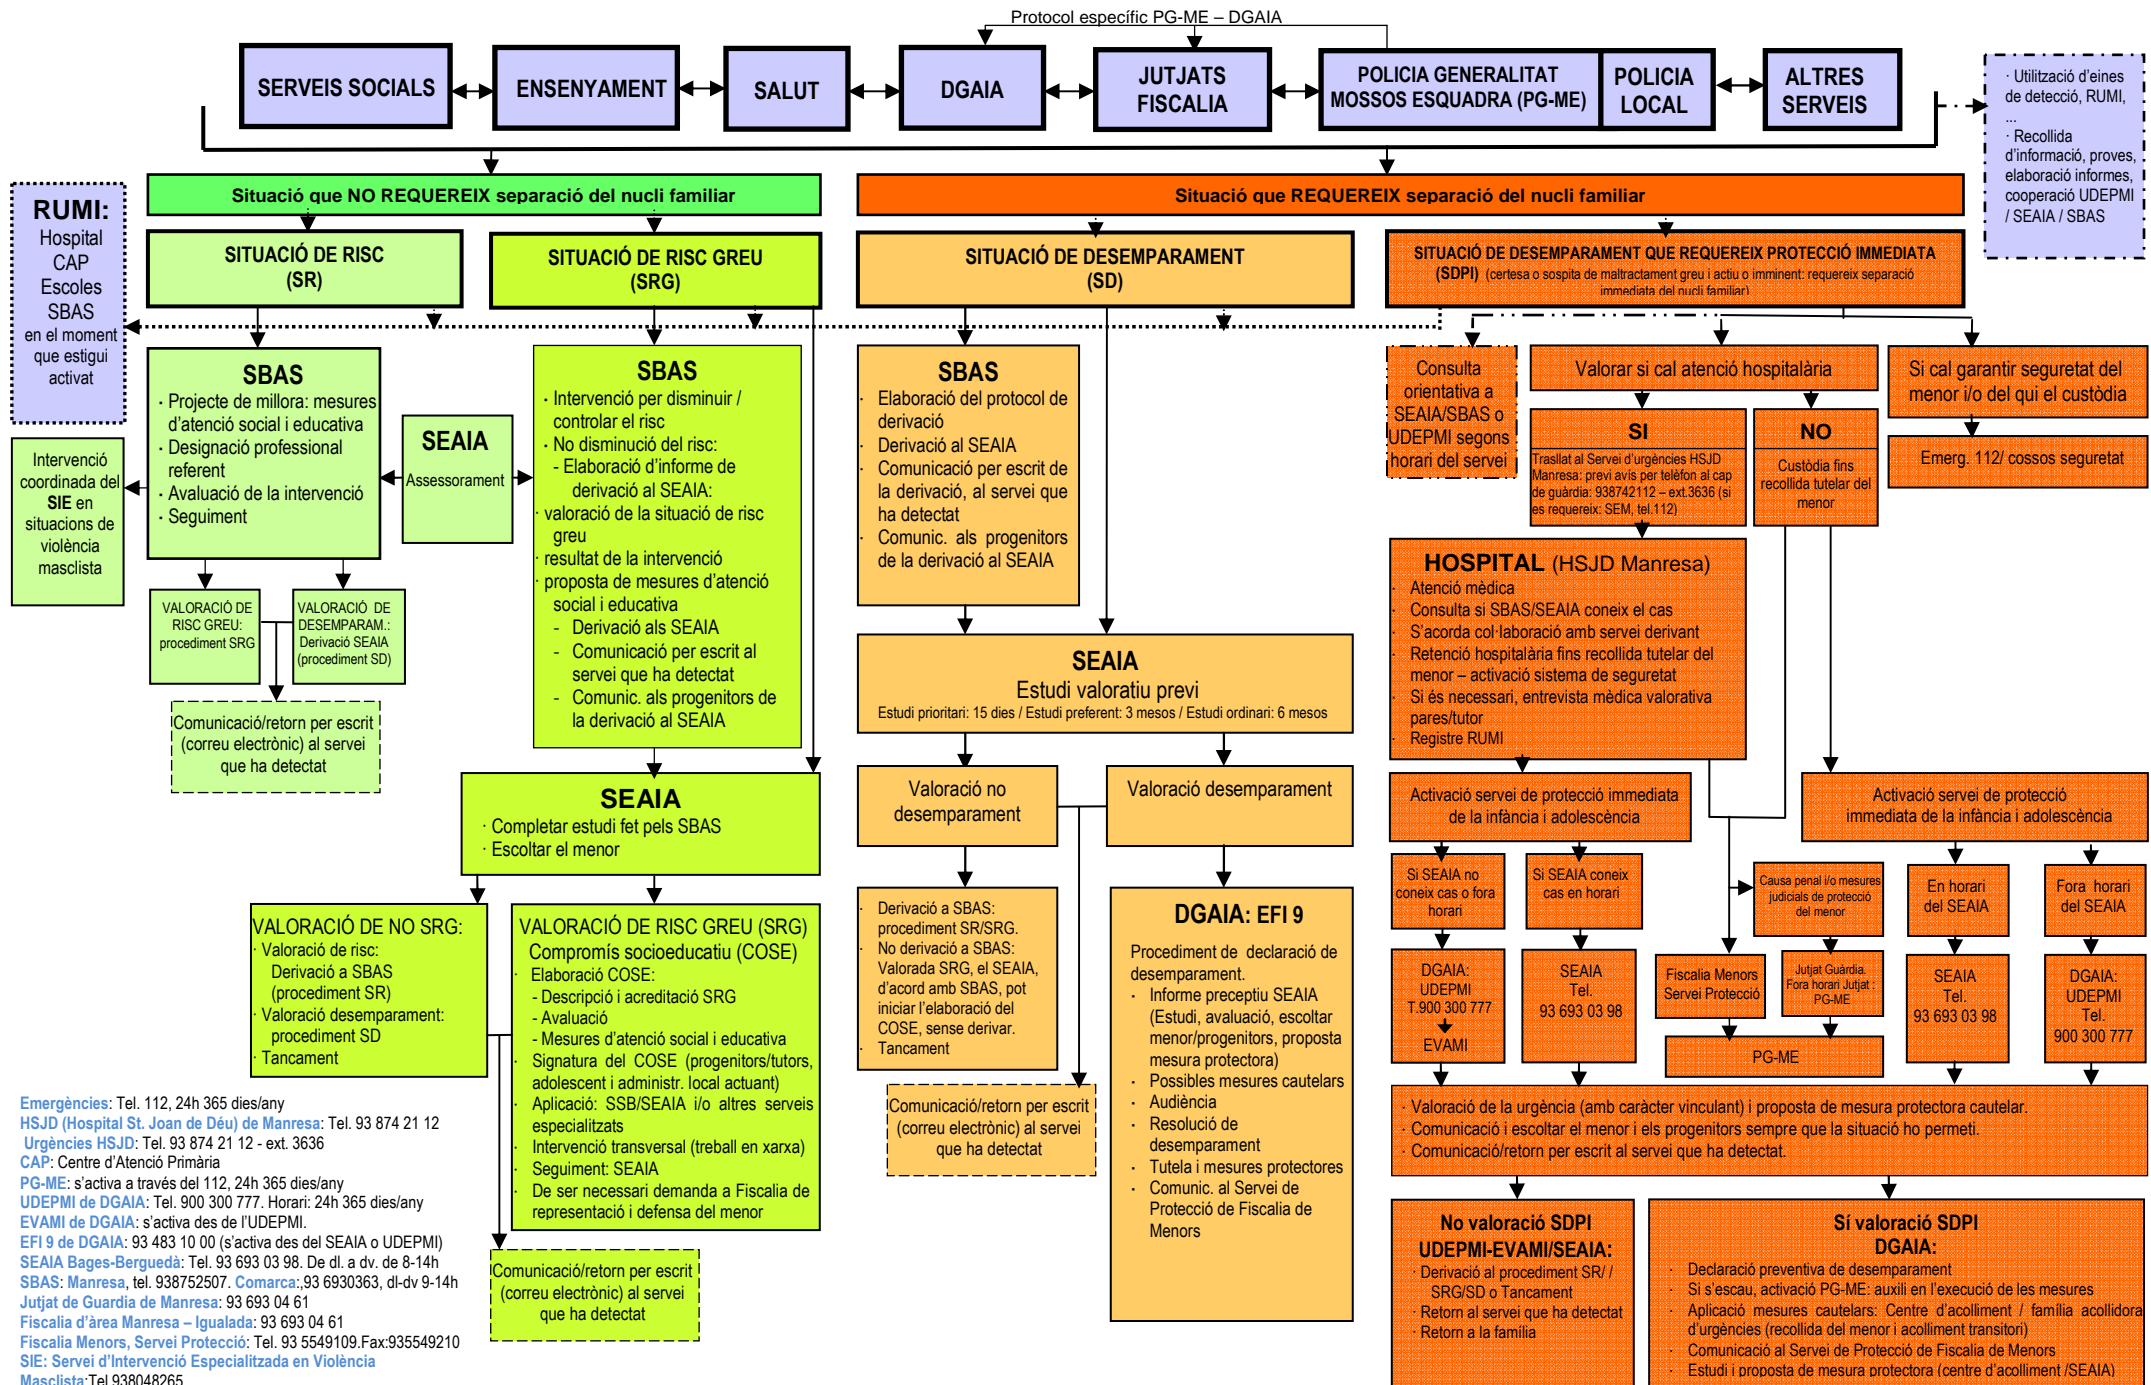 Protocol específic PG-ME – DGAIA
SERVEIS SOCIALS
ENSENYAMENT
SALUT
DGAIA
JUTJATS
FISCALIA
POLICIA GENERALITAT
MOSSOS ESQUADRA (PG-ME)
POLICIA
LOCAL
ALTRES
SERVEIS
· Utilització d'eines
de detecció, RUMI,
...
· Recollida
d'informació, proves,
elaboració informes,
cooperació UDEPMI
/ SEAIA / SBAS
RUMI:
Hospital
CAP
Escoles
SBAS
en el moment
que estigui
activat
Situació que NO REQUEREIX separació del nucli familiar
Situació que REQUEREIX separació del nucli familiar
SITUACIÓ DE RISC
(SR)
SITUACIÓ DE RISC GREU
(SRG)
SITUACIÓ DE DESEMPARAMENT
(SD)
SITUACIÓ DE DESEMPARAMENT QUE REQUEREIX PROTECCIÓ IMMEDIATA
(SDPI) (certesa o sospita de maltractament greu i actiu o imminent: requereix separació
immediata del nucli familiar)
SBAS
· Projecte de millora: mesures
d'atenció social i educativa
· Designació professional
referent
· Avaluació de la intervenció
· Seguiment
Intervenció
coordinada del
SIE en
situacions de
violència
masclista
SEAIA
Assessorament
VALORACIÓ DE
RISC GREU:
procediment SRG
VALORACIÓ DE
DESEMPARAM.:
Derivació SEAIA
(procediment SD)
Comunicació/retorn per escrit
(correu electrònic) al servei
que ha detectat
SBAS
· Intervenció per disminuir /
controlar el risc
· No disminució del risc:
- Elaboració d'informe de
derivació al SEAIA:
· valoració de la situació de risc
greu
· resultat de la intervenció
· proposta de mesures d'atenció
social i educativa
- Derivació als SEAIA
- Comunicació per escrit al
servei que ha detectat
- Comunic. als progenitors de
la derivació al SEAIA
SEAIA
· Completar estudi fet pels SBAS
· Escoltar el menor
VALORACIÓ DE NO SRG:
· Valoració de risc:
Derivació a SBAS
(procediment SR)
· Valoració desemparament:
procediment SD
· Tancament
VALORACIÓ DE RISC GREU (SRG)
Compromís socioeducatiu (COSE)
· Elaboració COSE:
- Descripció i acreditació SRG
- Avaluació
- Mesures d'atenció social i educativa
· Signatura del COSE (progenitors/tutors,
adolescent i administr. local actuant)
· Aplicació: SSB/SEAIA i/o altres serveis
especialitzats
· Intervenció transversal (treball en xarxa)
· Seguiment: SEAIA
· De ser necessari demanda a Fiscalia de
representació i defensa del menor
Comunicació/retorn per escrit
(correu electrònic) al servei
que ha detectat
SBAS
· Elaboració del protocol de
derivació
· Derivació al SEAIA
· Comunicació per escrit de
la derivació, al servei que
ha detectat
· Comunic. als progenitors
de la derivació al SEAIA
SEAIA
Estudi valoratiu previ
Estudi prioritari: 15 dies / Estudi preferent: 3 mesos / Estudi ordinari: 6 mesos
Valoració no
desemparament
Valoració desemparament
· Derivació a SBAS:
procediment SR/SRG.
· No derivació a SBAS:
Valorada SRG, el SEAIA,
d'acord amb SBAS, pot
iniciar l'elaboració del
COSE, sense derivar.
· Tancament
Comunicació/retorn per escrit
(correu electrònic) al servei
que ha detectat
DGAIA: EFI 9
Procediment de declaració de
desemparament.
· Informe preceptiu SEAIA
(Estudi, avaluació, escoltar
menor/progenitors, proposta
mesura protectora)
· Possibles mesures cautelars
· Audiència
· Resolució de
desemparament
· Tutela i mesures protectores
· Comunic. al Servei de
Protecció de Fiscalia de
Menors
Consulta
orientativa a
SEAIA/SBAS o
UDEPMI segons
horari del servei
Valorar si cal atenció hospitalària
Si cal garantir seguretat del
menor i/o del qui el custòdia
SI
Trasllat al Servei d'urgències HSJD
Manresa: previ avís per telèfon al cap
de guàrdia: 938742112 – ext.3636 (si
es requereix: SEM, tel.112)
NO
Custòdia fins
recollida tutelar del
menor
Emerg. 112/ cossos seguretat
HOSPITAL (HSJD Manresa)
· Atenció mèdica
· Consulta si SBAS/SEAIA coneix el cas
· S'acorda col·laboració amb servei derivant
· Retenció hospitalària fins recollida tutelar del
menor – activació sistema de seguretat
· Si és necessari, entrevista mèdica valorativa
pares/tutor
· Registre RUMI
Activació servei de protecció immediata
de la infància i adolescència
Activació servei de protecció
immediata de la infància i adolescència
Si SEAIA no
coneix cas o fora
horari
Si SEAIA coneix
cas en horari
Causa penal i/o mesures
judicials de protecció
del menor
En horari
del SEAIA
Fora horari
del SEAIA
DGAIA:
UDEPMI
T.900 300 777
EVAMI
SEAIA
Tel.
93 693 03 98
Fiscalia Menors
Servei Protecció
Jutjat Guàrdia.
Fora horari Jutjat :
PG-ME
SEAIA
Tel.
93 693 03 98
DGAIA:
UDEPMI
Tel.
900 300 777
PG-ME
· Valoració de la urgència (amb caràcter vinculant) i proposta de mesura protectora cautelar.
· Comunicació i escoltar el menor i els progenitors sempre que la situació ho permeti.
· Comunicació/retorn per escrit al servei que ha detectat.
No valoració SDPI
UDEPMI-EVAMI/SEAIA:
· Derivació al procediment SR/ /
SRG/SD o Tancament
· Retorn al servei que ha detectat
· Retorn a la família
Sí valoració SDPI
DGAIA:
· Declaració preventiva de desemparament
· Si s'escau, activació PG-ME: auxili en l'execució de les mesures
· Aplicació mesures cautelars: Centre d'acolliment / família acollidora
d'urgències (recollida del menor i acolliment transitori)
· Comunicació al Servei de Protecció de Fiscalia de Menors
· Estudi i proposta de mesura protectora (centre d'acolliment /SEAIA)
Emergències: Tel. 112, 24h 365 dies/any
HSJD (Hospital St. Joan de Déu) de Manresa: Tel. 93 874 21 12
Urgències HSJD: Tel. 93 874 21 12 - ext. 3636
CAP: Centre d'Atenció Primària
PG-ME: s'activa a través del 112, 24h 365 dies/any
UDEPMI de DGAIA: Tel. 900 300 777. Horari: 24h 365 dies/any
EVAMI de DGAIA: s'activa des de l'UDEPMI.
EFI 9 de DGAIA: 93 483 10 00 (s'activa des del SEAIA o UDEPMI)
SEAIA Bages-Berguedà: Tel. 93 693 03 98. De dl. a dv. de 8-14h
SBAS: Manresa, tel. 938752507. Comarca:,93 6930363, dl-dv 9-14h
Jutjat de Guardia de Manresa: 93 693 04 61
Fiscalia d'àrea Manresa – Igualada: 93 693 04 61
Fiscalia Menors, Servei Protecció: Tel. 93 5549109.Fax:935549210
SIE: Servei d'Intervenció Especialitzada en Violència
Masclista:Tel 938048265